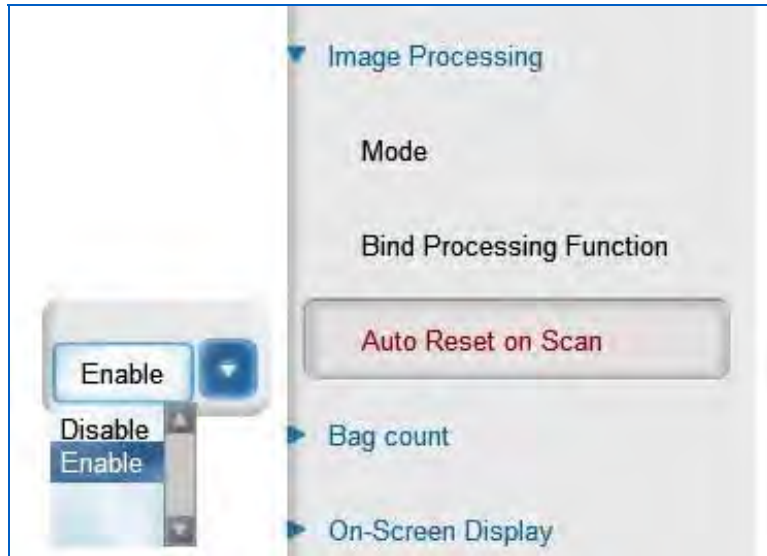 Image Processing
Mode
Bind Processing Function
Auto Reset on Scan
Enable
Disable
Enable
Bag count
On-Screen Display